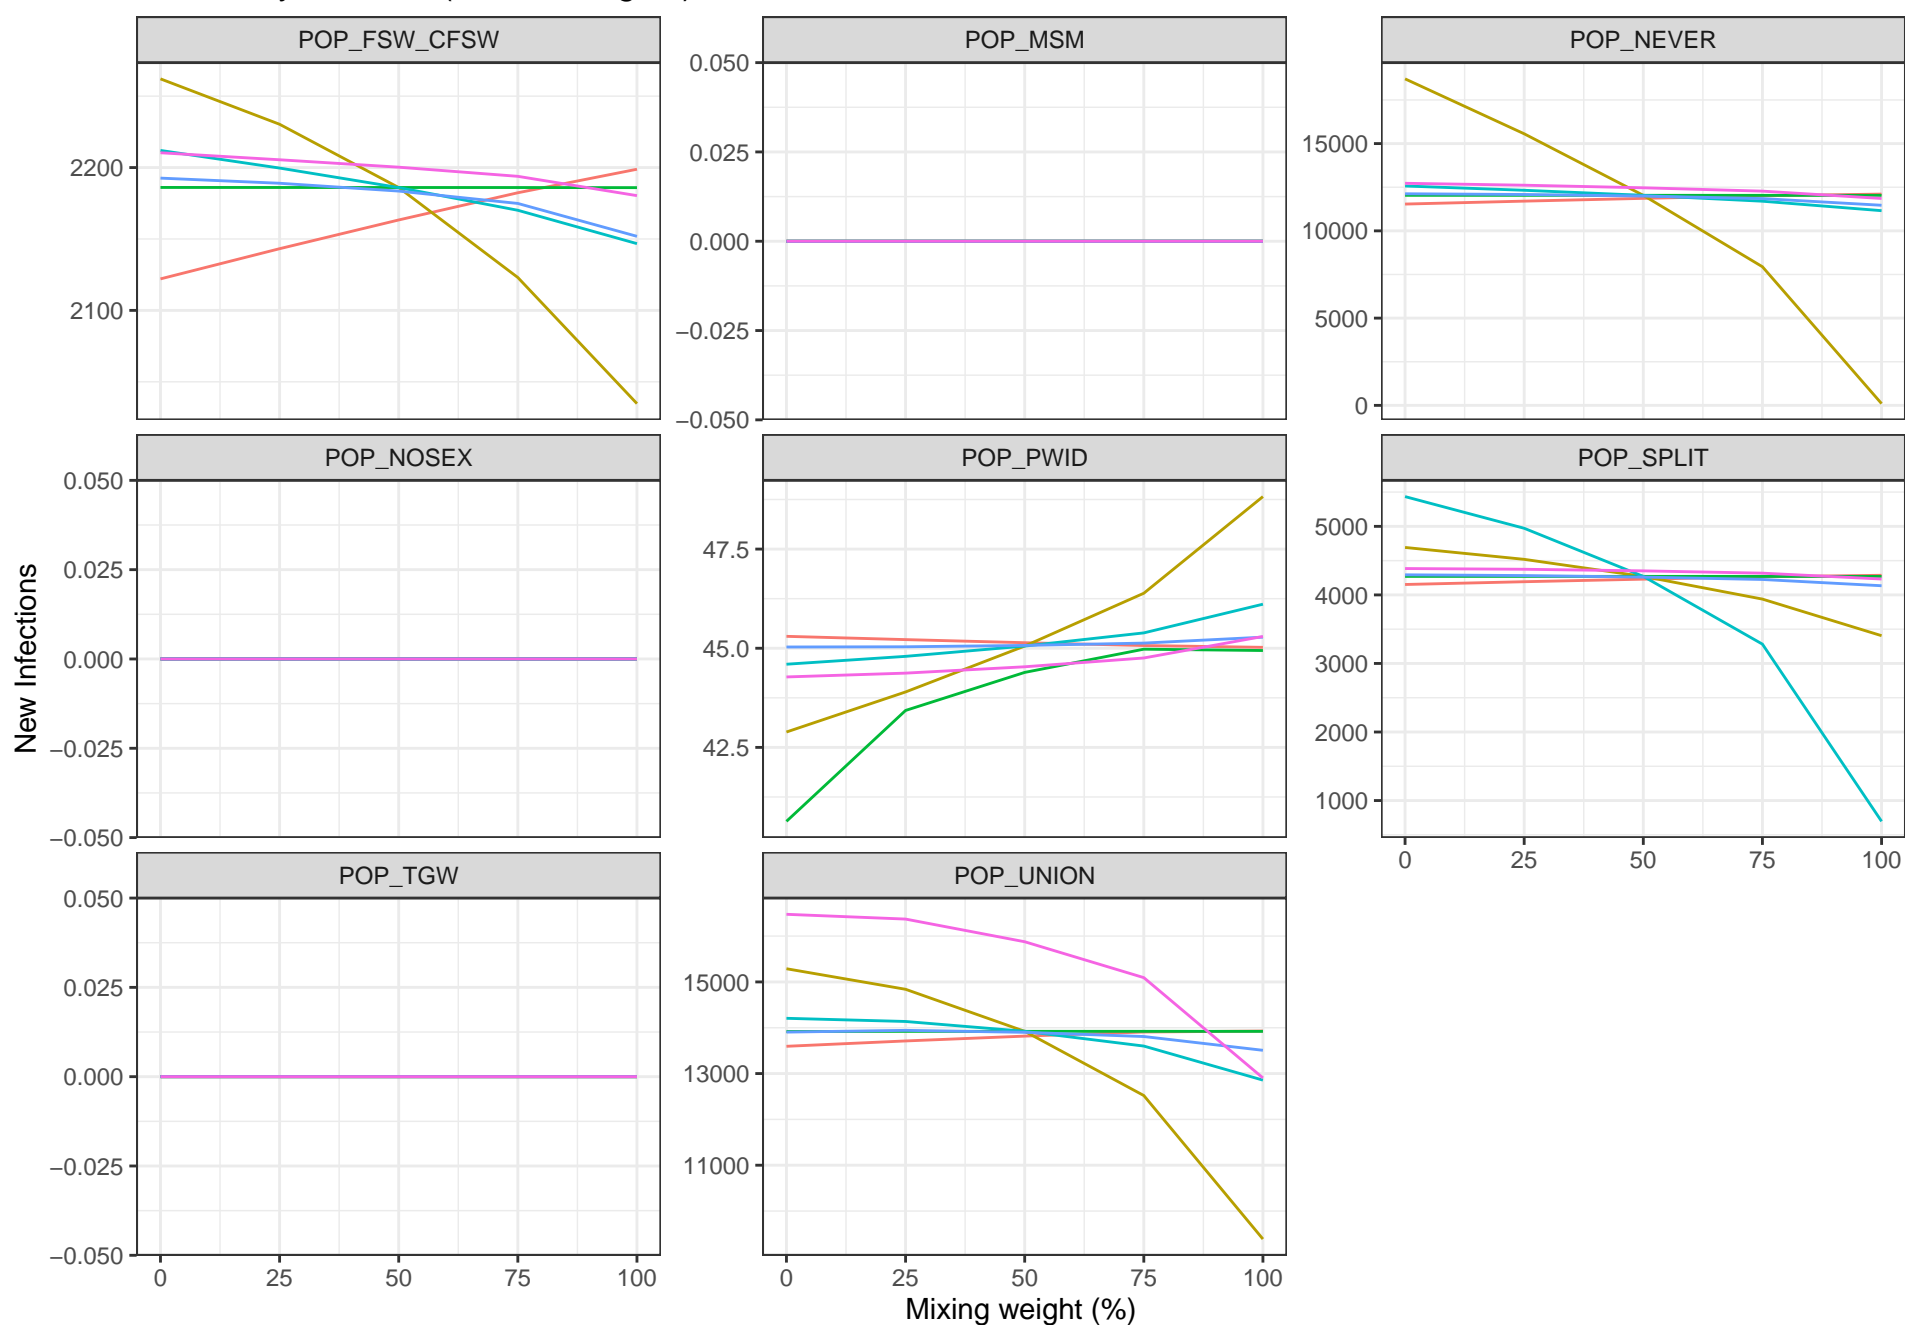 POP_FSW_CFSW
POP_MSM
POP_NEVER
2200
2100
0.050
0.025
0.000
−0.025
−0.050
15000
10000
5000
0
POP_NOSEX
POP_PWID
POP_SPLIT
New Infections
0.050
0.025
0.000
−0.025
−0.050
47.5
45.0
42.5
5000
4000
3000
2000
1000
0 25 50 75 100
POP_TGW
POP_UNION
0.050
0.025
0.000
−0.025
−0.050
15000
13000
11000
0 25 50 75 100
0 25 50 75 100
Mixing weight (%)